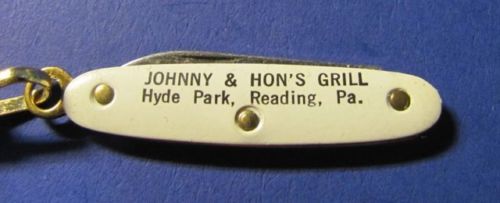 JOHNNY & HON'S GRILL
Hyde Park, Reading, Pa.